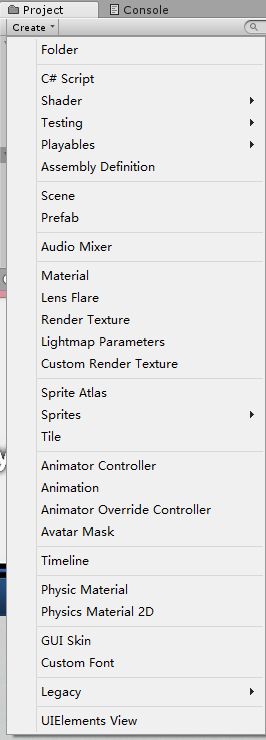 Project Console
Create
Folder
C# Script
Shader
Testing
Playables
Assembly Definition
Scene
Prefab
Audio Mixer
Material
Lens Flare
Render Texture
Lightmap Parameters
Custom Render Texture
Sprite Atlas
Sprites
Tile
Animator Controller
Animation
Animator Override Controller
Avatar Mask
Timeline
Physic Material
Physics Material 2D
GUI Skin
Custom Font
Legacy
UIElements View